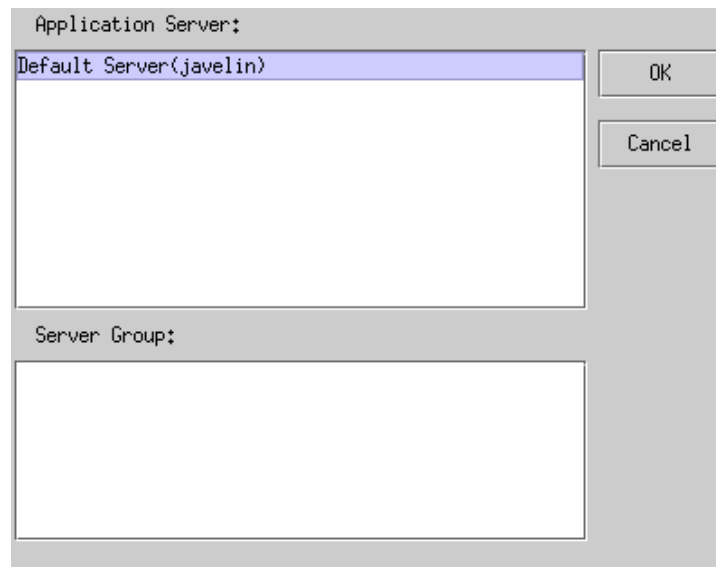 Application Server:
Default Server(javelin)
OK
Cancel
Server Group: